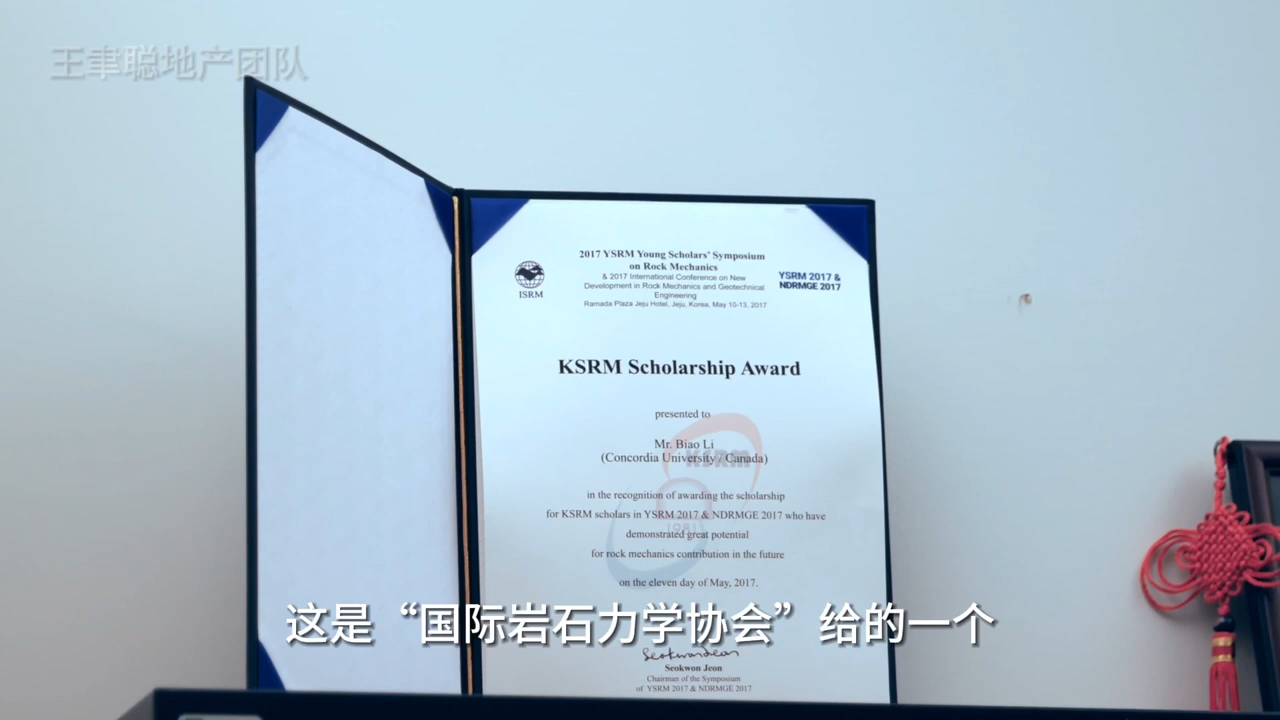 王聿聪地产团队
2017 YSRM Young Scholars' Symposium
on Rock Mechanics
& 2017 International Conference on New
Development in Rock Mechanics and Geotechnical
Engineering
Ramada Plaza Jeju Hotel, Jeju, Korea, May 10-13, 2017
ISRM
YSRM 2017 &
NDRMGE 2017
KSRM Scholarship Award
presented to
Mr. Biao Li
(Concordia University / Canada)
KSRM
1981
in the recognition of awarding the scholarship
for KSRM scholars in YSRM 2017 & NDRMGE 2017 who have
demonstrated great potential
for rock mechanics contribution in the future
on the eleven day of May, 2017.
这是“国际岩石力学协会”给的一个
Seokwon Jeon
Seokwon Jeon
Chairman of the Symposium
of YSRM 2017 & NDRMGE 2017